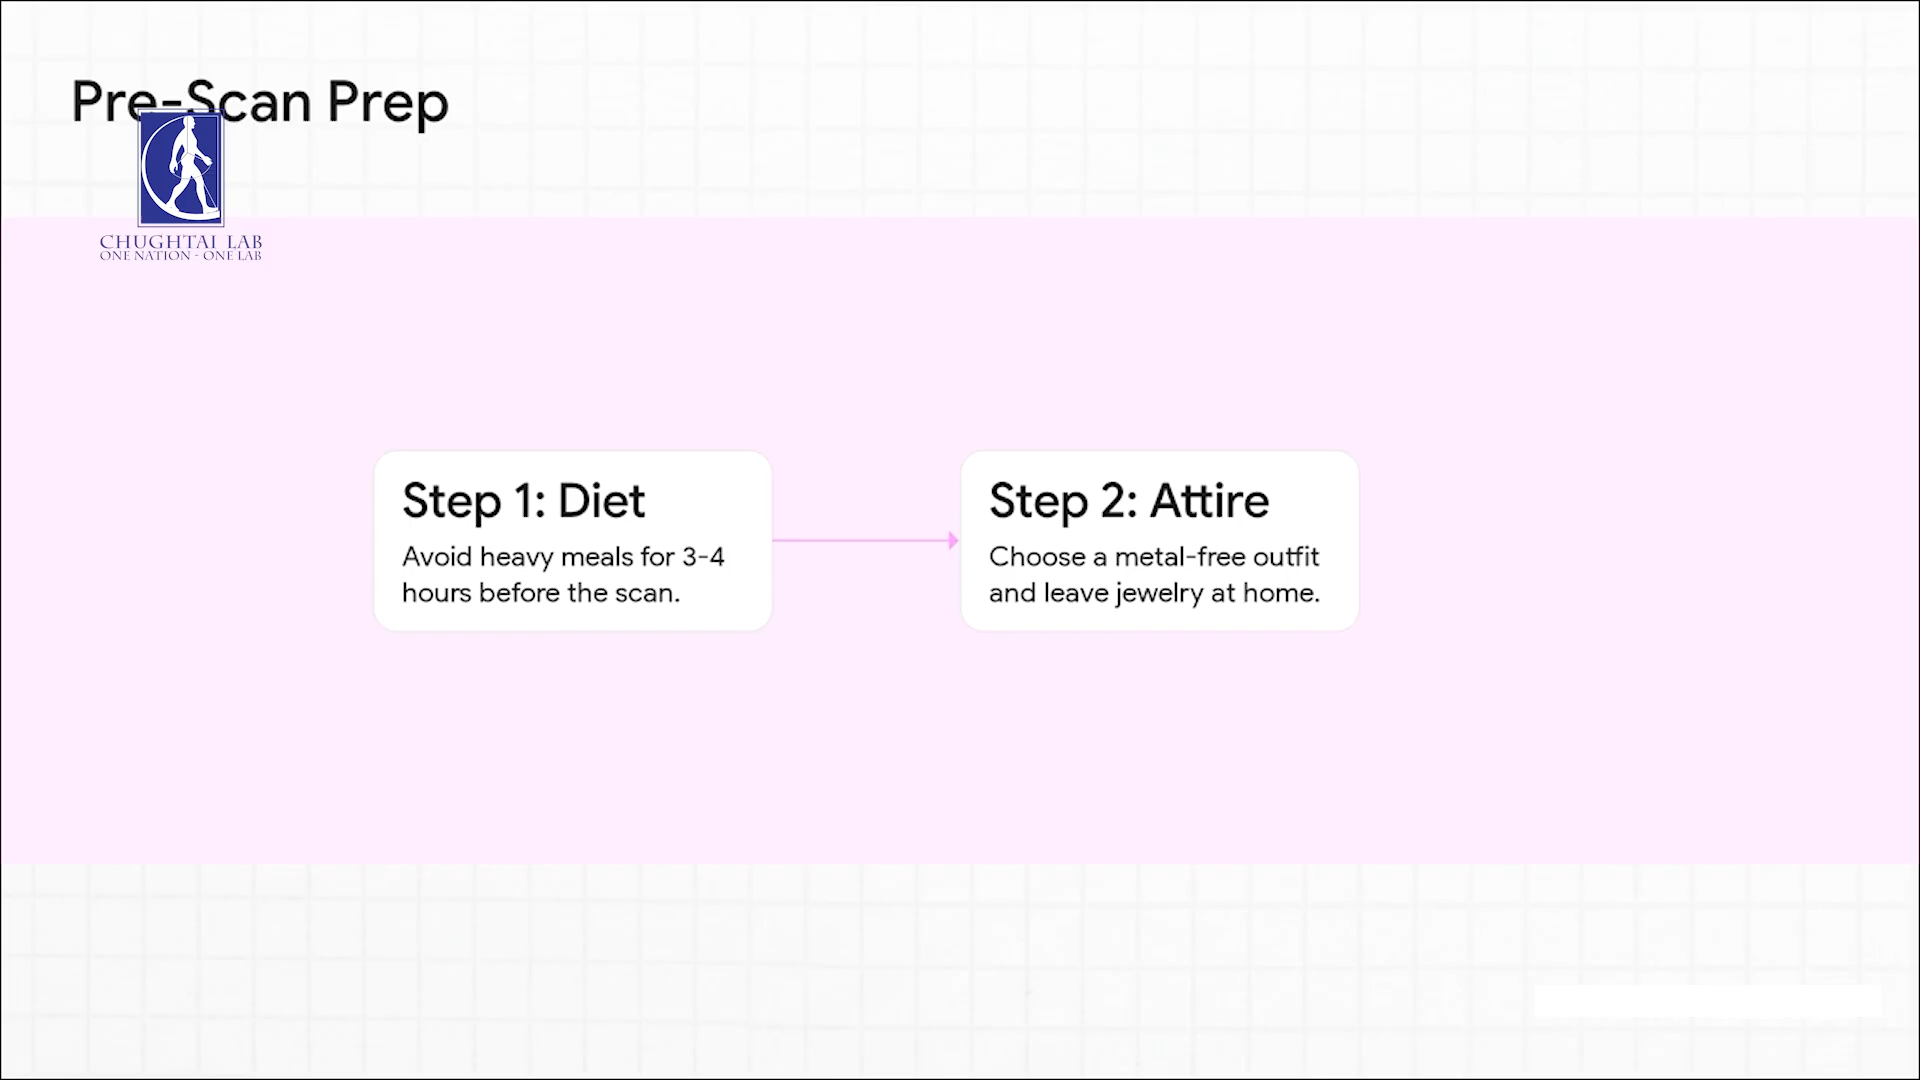 Pre-Scan Prep
CHUGHTAI LAB
ONE NATION - ONE LAB
Step 1: Diet
Avoid heavy meals for 3-4
hours before the scan.
Step 2: Attire
Choose a metal-free outfit
and leave jewelry at home.